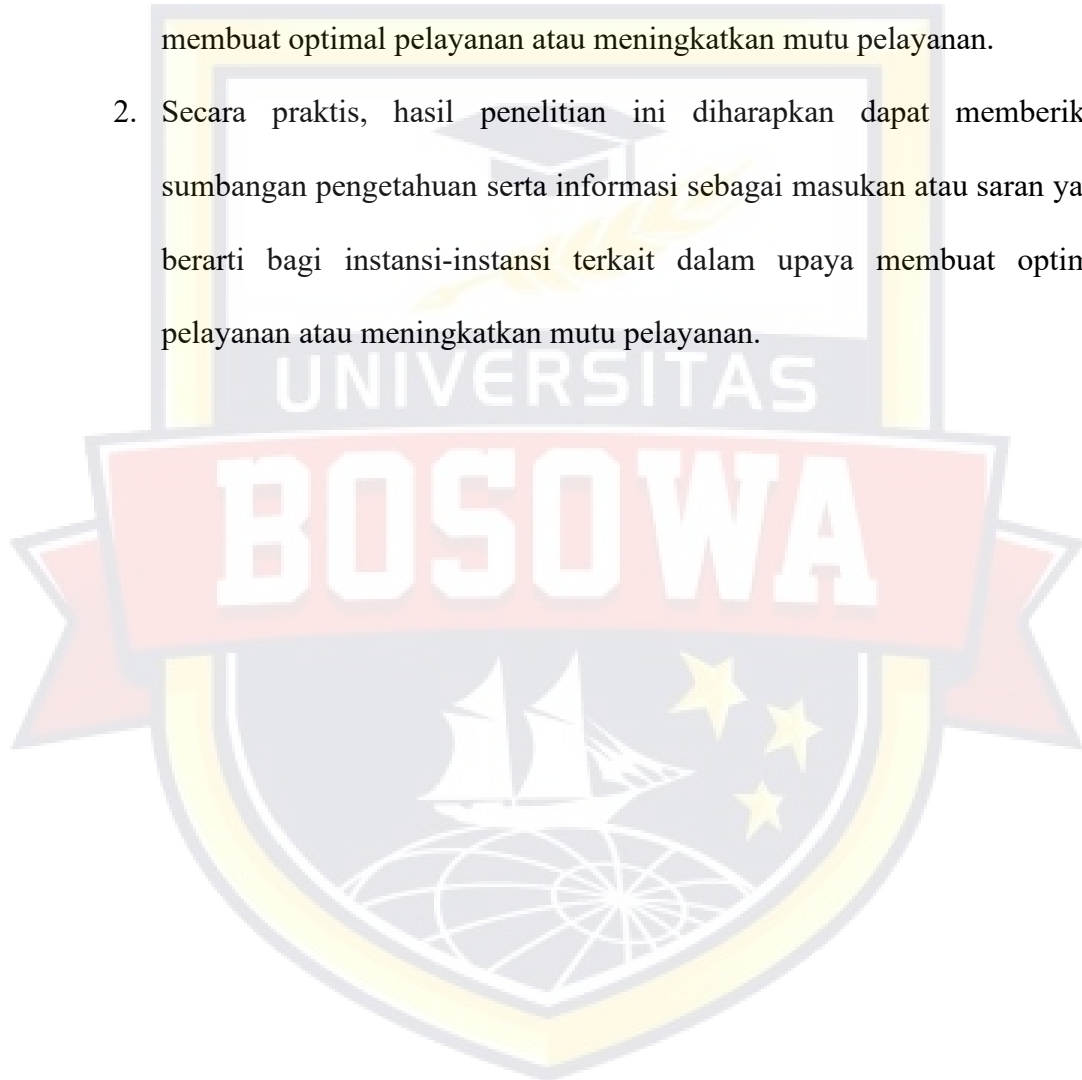 membuat optimal pelayanan atau meningkatkan mutu pelayanan.
2. Secara praktis, hasil penelitian ini diharapkan dapat memberik
sumbangan pengetahuan serta informasi sebagai masukan atau saran ya
berarti bagi instansi-instansi terkait dalam upaya membuat optim
pelayanan atau meningkatkan mutu pelayanan.
UNIVERSITAS
BOSOWA